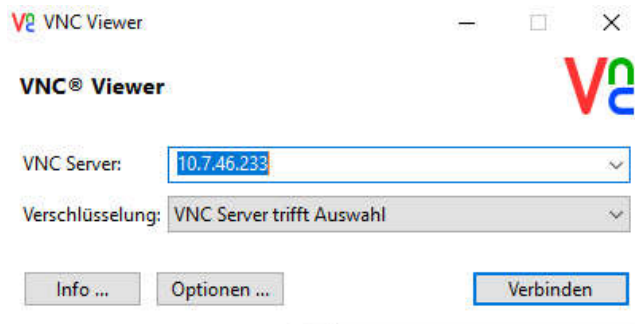 VNC Viewer
VNC® Viewer
VNC Server: 10.7.46.233
Verschlüsselung: VNC Server trifft Auswahl
Info ... Optionen ... Verbinden